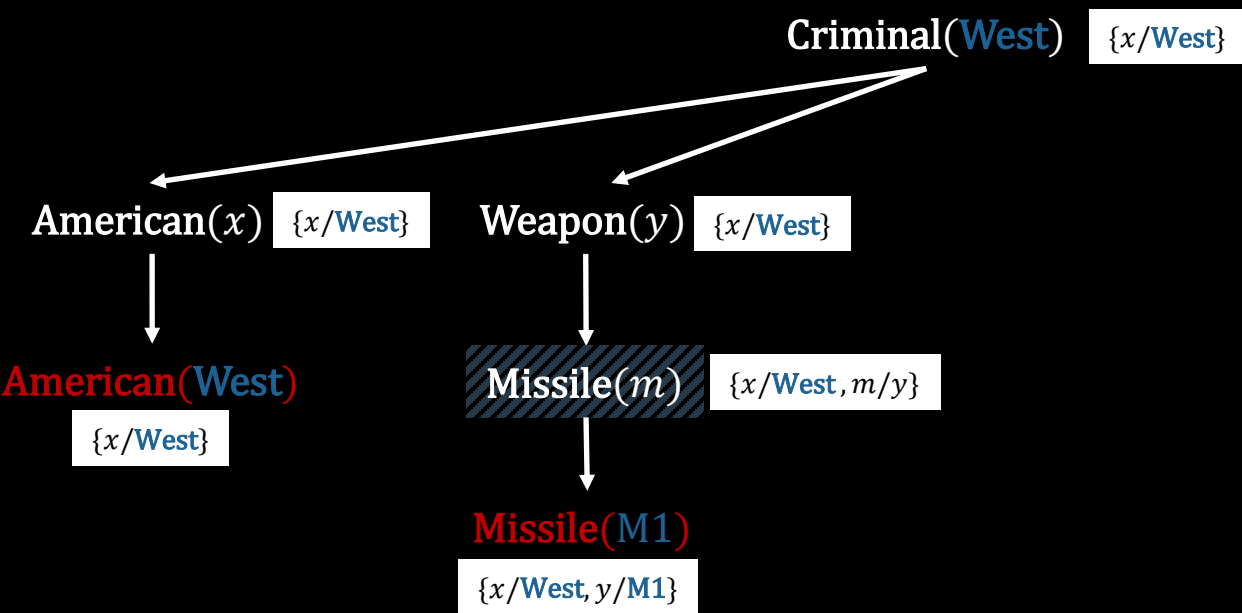 Criminal(West) {x/West}
American(x) {x/West} Weapon(y) {x/West}
American(West) Missile(m) {x/West , m/y}
{x/West}
Missile(M1)
{x/West, y/M1}